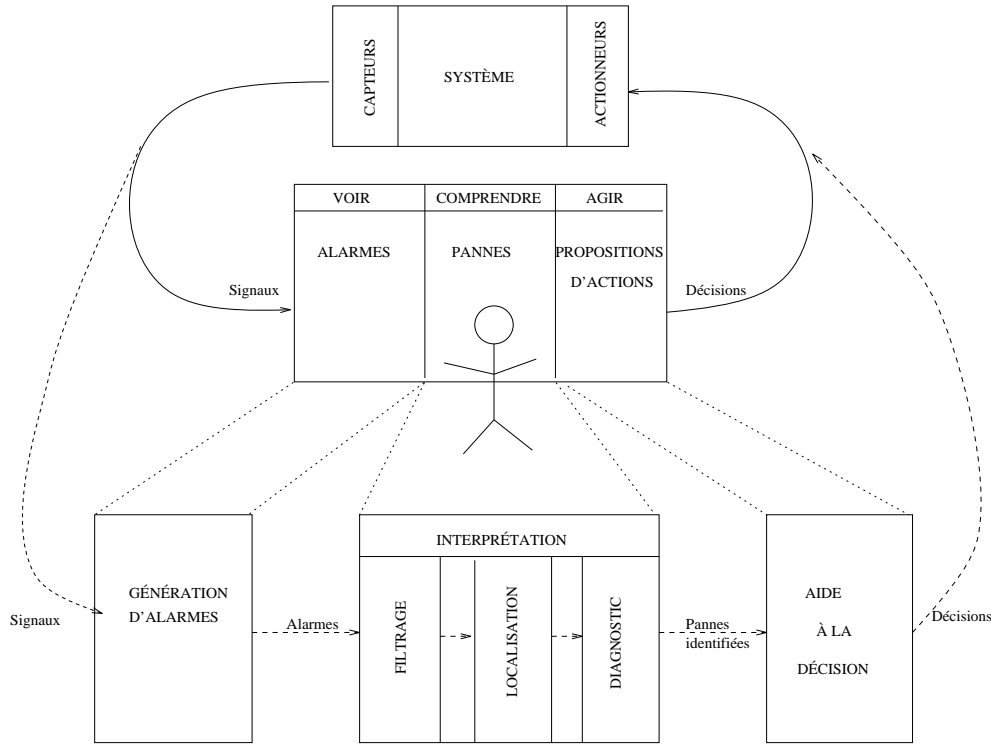 CAPTEURS
SYSTÈME
ACTIONNEURS
VOIR
COMPRENDRE
AGIR
ALARMES
PANNES
PROPOSITIONS
D'ACTIONS
Signaux
Décisions
INTERPRÉTATION
GÉNÉRATION
D'ALARMES
Signaux
Alarmes
FILTRAGE
LOCALISATION
DIAGNOSTIC
Pannes
identifiées
AIDE
À LA
DÉCISION
Décisions